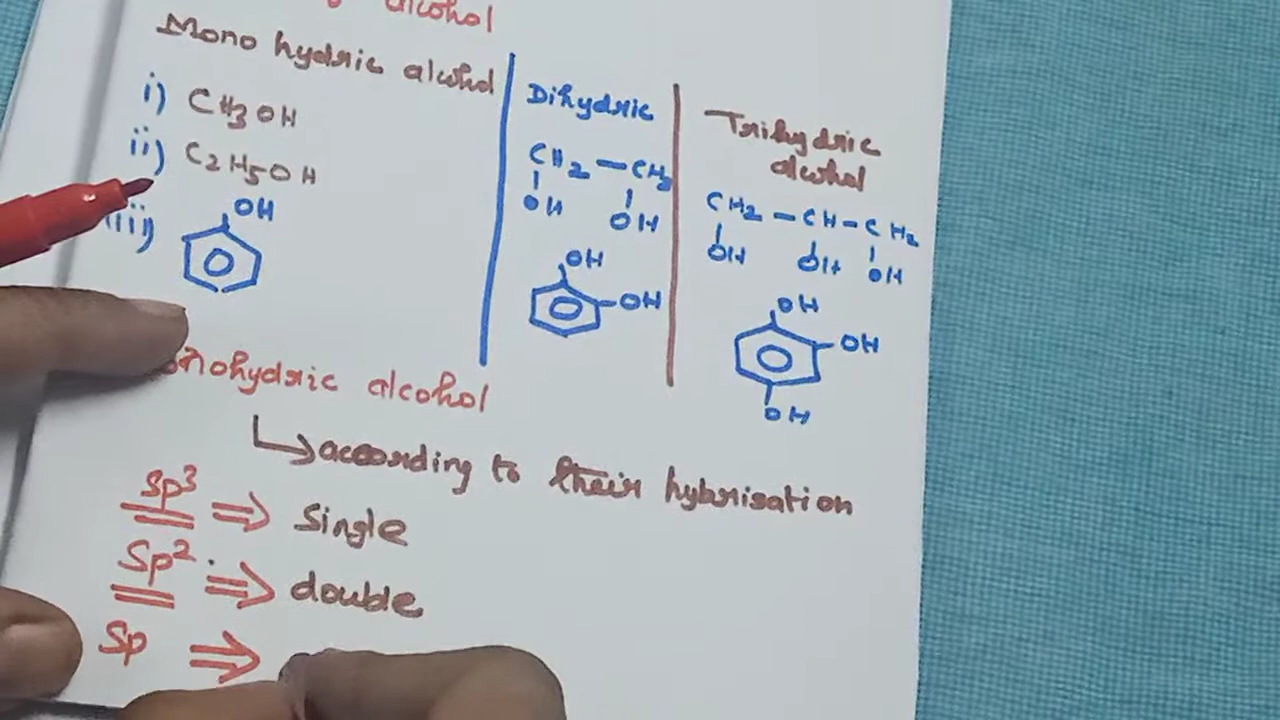 alcohol
Mono hydric alcohol
i) CH3OH
ii) C2H5OH
iii)
OH
Dihydric
CH2 — CH2
OH OH
OH
OH
Trihydric
alcohol
CH2 — CH — CH2
OH OH OH
OH
OH
OH
nohydric alcohol
according to their hybrisation
Sp3 ⇒ Single
Sp2 ⇒ double
Sp ⇒